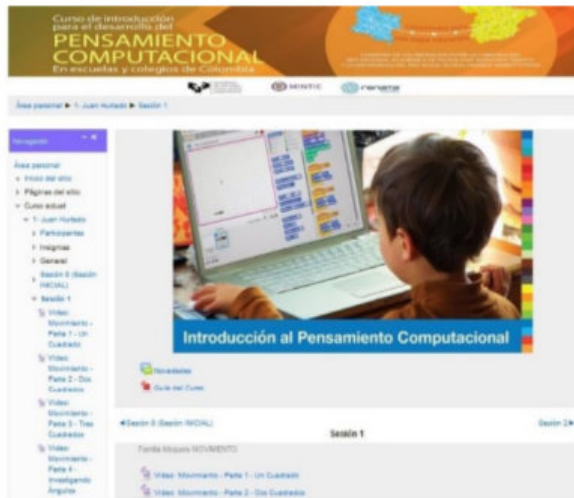 Curso de introducción
para el desarrollo del
PENSAMIENTO
COMPUTACIONAL
En escuelas y colegios de Colombia
MINTIC
renata
Área personal ► 1- Juan Hurtado ► Sesión 1
Navegación
Área personal
Inicio del sitio
Páginas del sitio
Curso actual
1- Juan Hurtado
Participantes
Insignias
General
Sesión 0 (Sesión
INICIAL)
Sesión 1
Video:
Movimiento -
Parte 1 - Un
Cuadrado
Video:
Movimiento -
Parte 2 - Dos
Cuadrados
Video:
Movimiento -
Parte 3 - Tres
Cuadrados
Video:
Movimiento -
Parte 4 -
Investigando
Ángulos
Introducción al Pensamiento Computacional
Novedades
Guía del Curso
◄Sesión 0 (Sesión INICIAL)
Sesión 2►
Sesión 1
Familia bloques MOVIMIENTO
Video: Movimiento - Parte 1 - Un Cuadrado
Video: Movimiento - Parte 2 - Dos Cuadrados